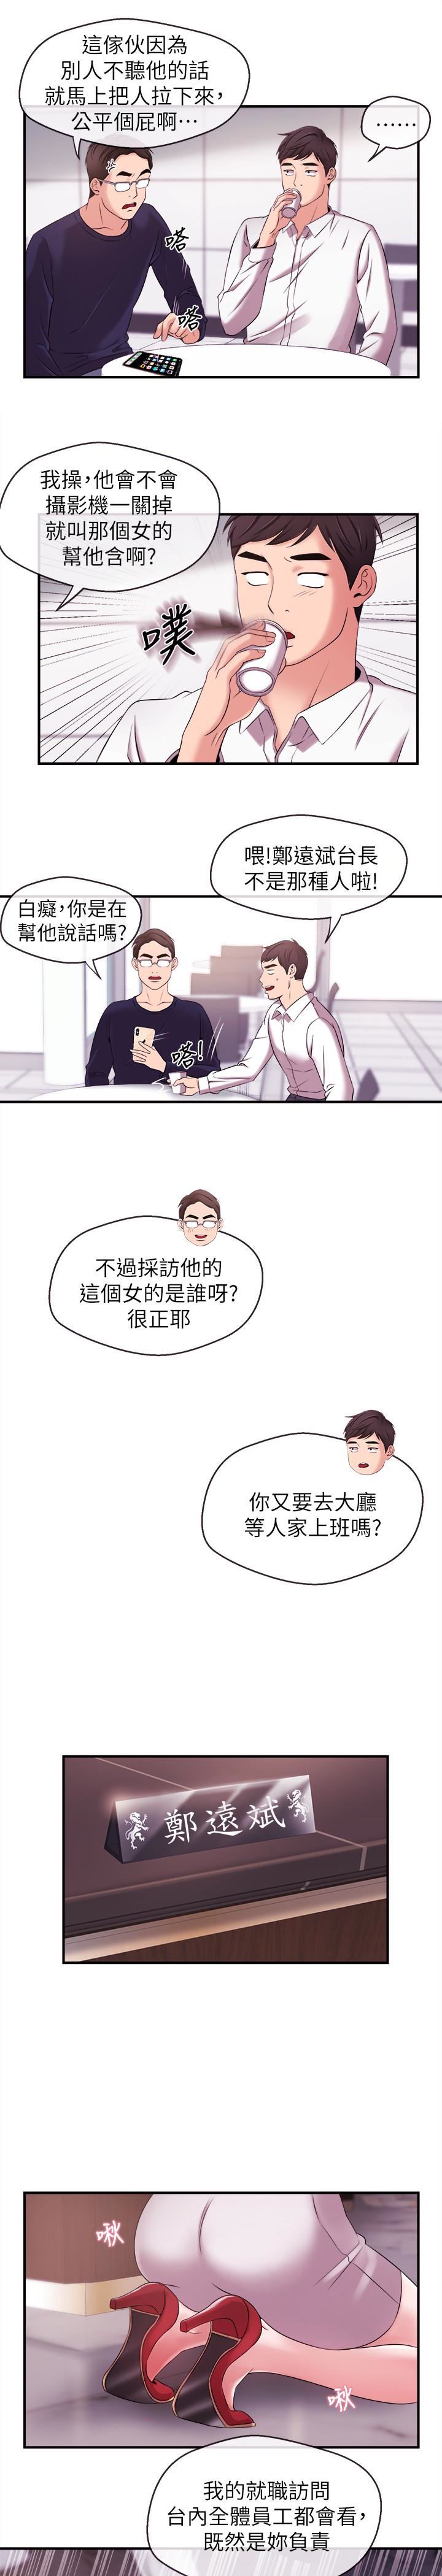 這傢伙因為
別人不聽他的話
就馬上把人拉下來，
公平個屁啊…
……
嗒
嗒
我操，他會不會
攝影機一關掉
就叫那個女的
幫他含啊?
噗
喂!鄭遠斌台長
不是那種人啦!
白癡，你是在
幫他說話嗎?
嗒!
不過採訪他的
這個女的是誰呀?
很正耶
你又要去大廳
等人家上班嗎?
鄭遠斌
啾
啾
我的就職訪問
台內全體員工都會看，
既然是妳負責